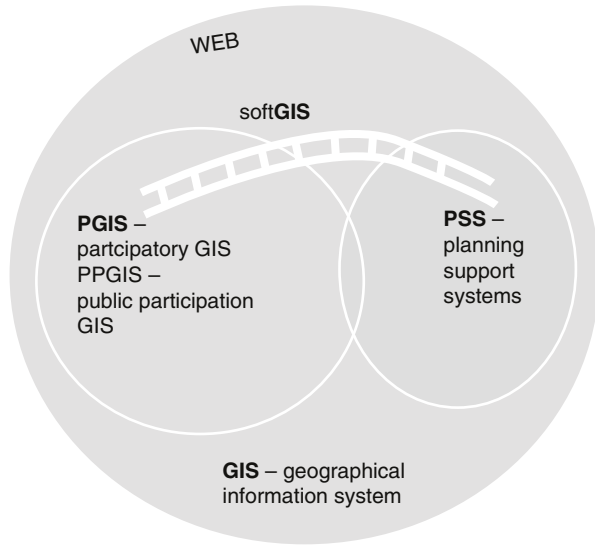 WEB
softGIS
PGIS –
partcipatory GIS
PPGIS –
public participation
GIS
PSS –
planning
support
systems
GIS – geographical
information system